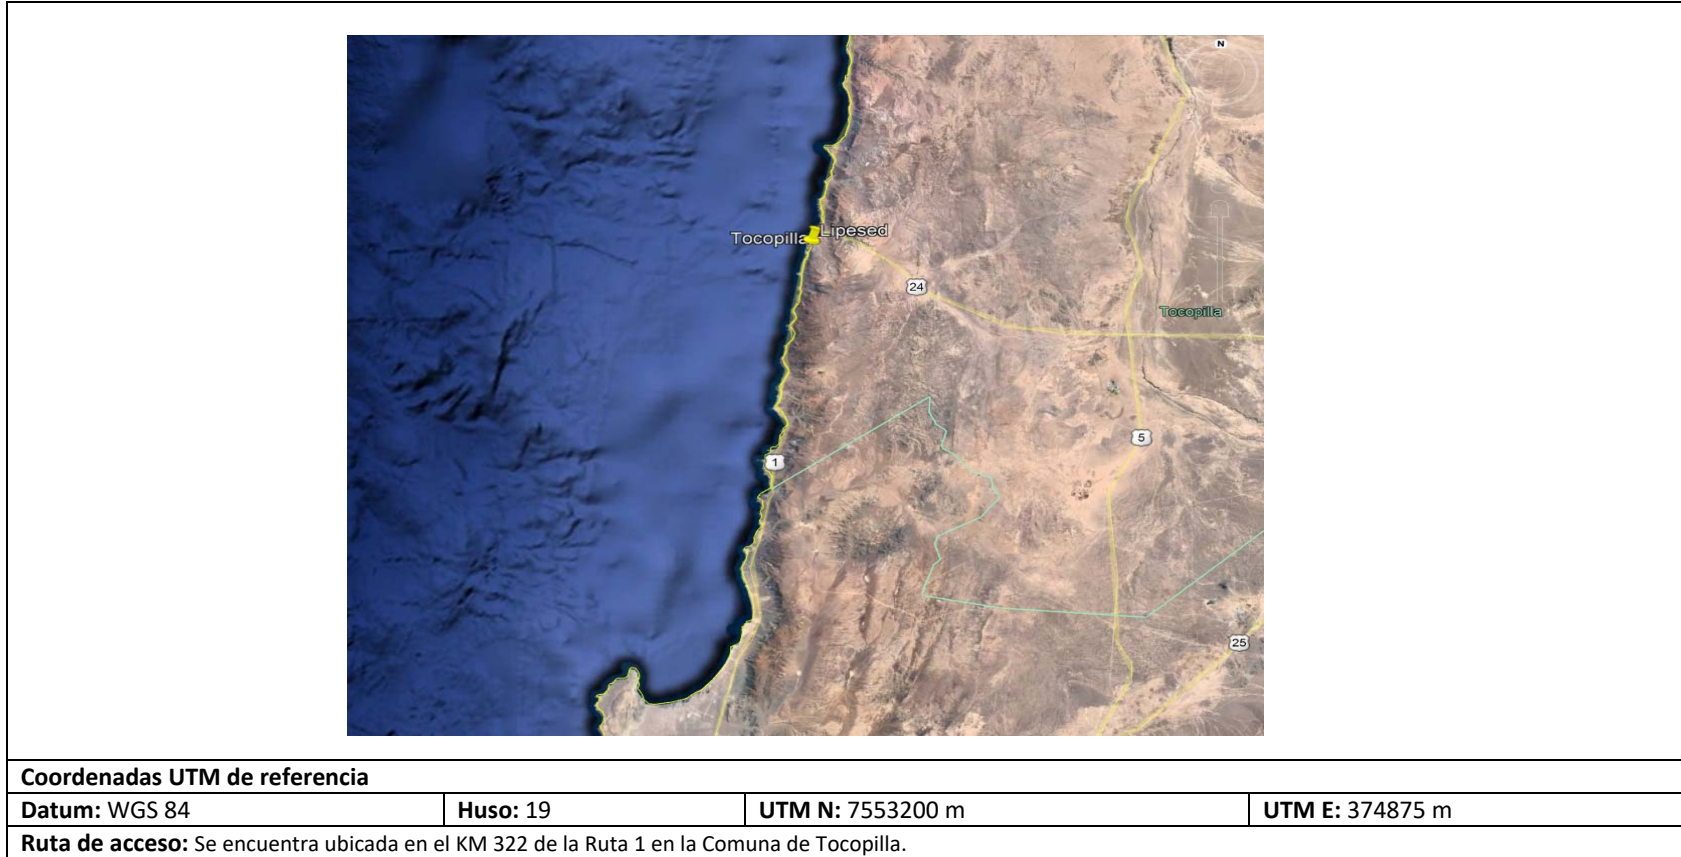 N
Tocopilla Lipesed
24
Tocopilla
5
1
25
Coordenadas UTM de referencia
Datum: WGS 84 Huso: 19 UTM N: 7553200 m UTM E: 374875 m
Ruta de acceso: Se encuentra ubicada en el KM 322 de la Ruta 1 en la Comuna de Tocopilla.